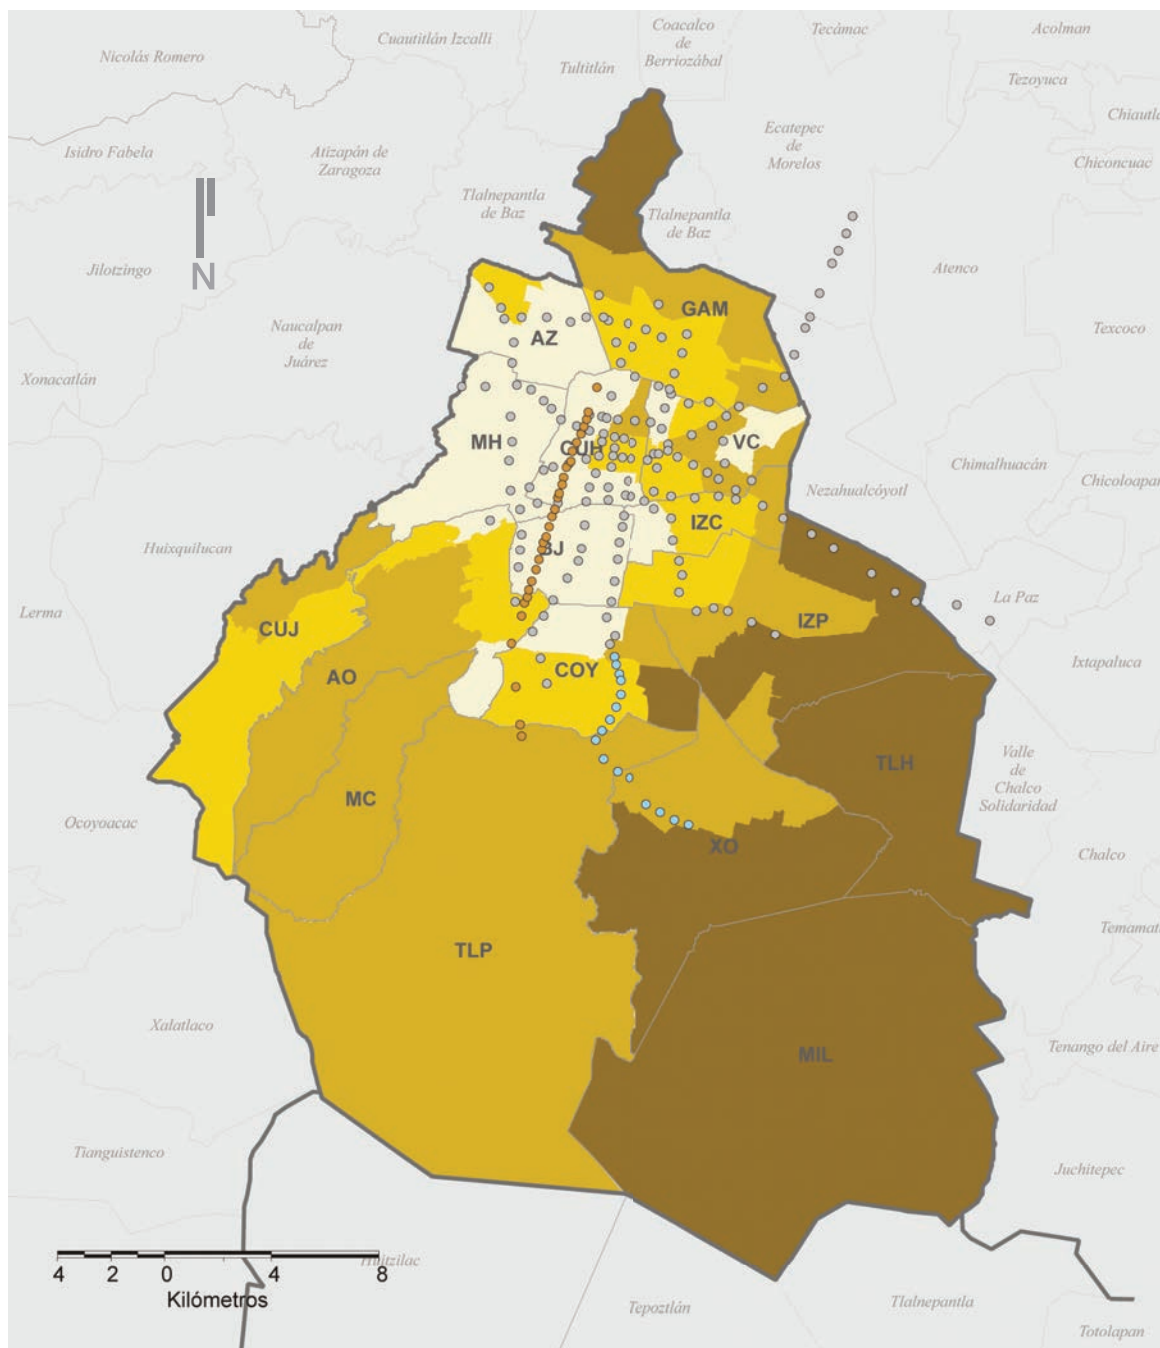 Coacalco
de
Berriozábal
Tecámac
Acolman
Cuautitlán Izcalli
Nicolás Romero
Tultitlán
Tezoyuca
Chiautla
Ecatepec
de
Morelos
Isidro Fabela
Atizapán de
Zaragoza
Chiconcuac
Tlalnepantla
de Baz
Tlalnepantla
de Baz
N
Jilotzingo
Atenco
GAM
Naucalpan
de
Juárez
Texcoco
AZ
Xonacatlán
MH
CUH
VC
Chimalhuacán
Chicoloapan
Nezahualcóyotl
IZC
Huixquilucan
BJ
La Paz
Lerma
CUJ
IZP
Ixtapaluca
AO
COY
TLH
Valle
de
Chalco
Solidaridad
MC
Ocoyoacac
XO
Chalco
Temamatl
TLP
Xalatlaco
MIL
Tenango del Aire
Tianguistenco
Juchitepec
Huitzilac
4 2 0 4 8
Kilómetros
Tepoztlán
Tlalnepantla
Totolapan